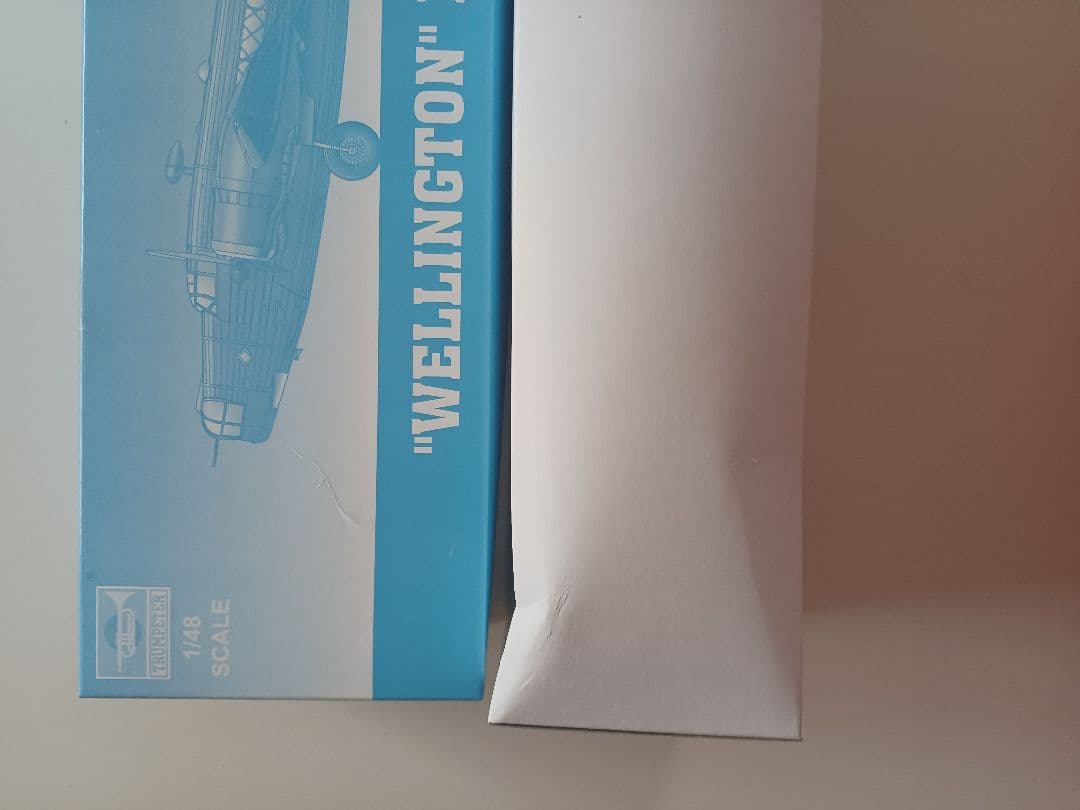 TRUMPETER
1/48
SCALE
"WELLINGTON"